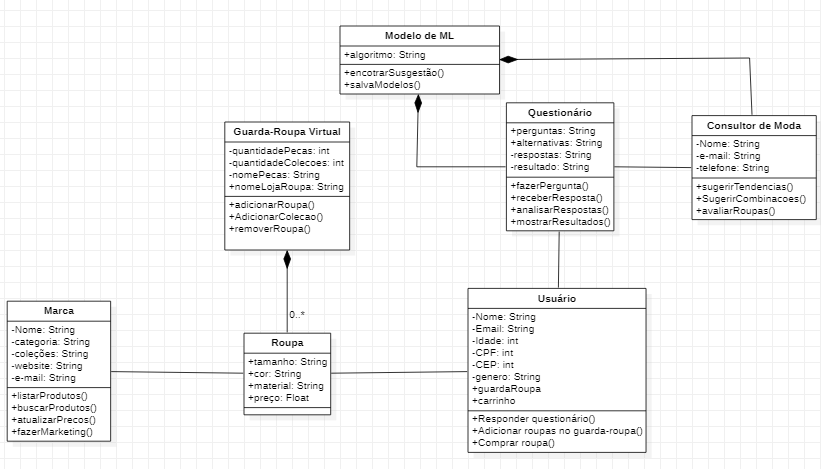 Modelo de ML
+algoritmo: String
+encotrarSusgestão()
+salvaModelos()
Questionário
+perguntas: String
+alternativas: String
-respostas: String
-resultado: String
+fazerPergunta()
+receberResposta()
+analisarRespostas()
+mostrarResultados()
Consultor de Moda
-Nome: String
-e-mail: String
-telefone: String
+sugerirTendencias()
+SugerirCombinacoes()
+avaliarRoupas()
Guarda-Roupa Virtual
-quantidadePecas: int
-quantidadeColecoes: int
-nomePecas: String
+nomeLojaRoupa: String
+adicionarRoupa()
+AdicionarColecao()
+removerRoupa()
0..*
Marca
-Nome: String
-categoria: String
-coleções: String
-website: String
-e-mail: String
+listarProdutos()
+buscarProdutos()
+atualizarPrecos()
+fazerMarketing()
Roupa
+tamanho: String
+cor: String
+material: String
+preço: Float
Usuário
-Nome: String
-Email: String
-Idade: int
-CPF: int
-CEP: int
-genero: String
+guardaRoupa
+carrinho
+Responder questionário()
+Adicionar roupas no guarda-roupa()
+Comprar roupa()